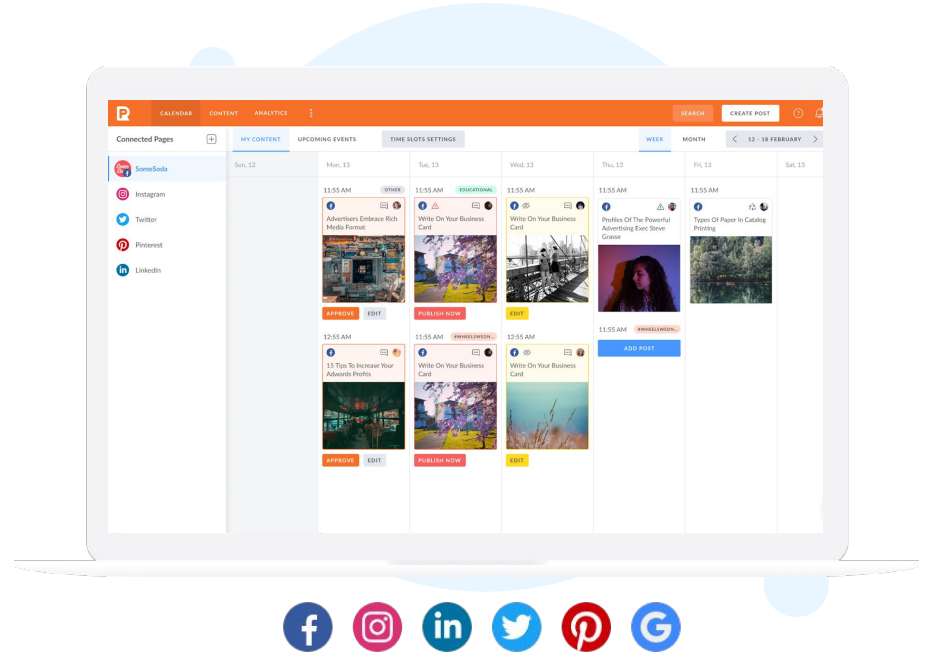 CALENDAR CONTENT ANALYTICS SEARCH CREATE POST
Connected Pages MY CONTENT UPCOMING EVENTS TIME SLOTS SETTINGS WEEK MONTH 12 - 18 FEBRUARY
SomeSoda
Instagram
Twitter
Pinterest
LinkedIn
Sun, 12 Mon, 13 Tue, 13 Wed, 13 Thu, 13 Fri, 13 Sat, 13
11:55 AM OTHER
Advertisers Embrace Rich
Media Format
APPROVE EDIT
12:55 AM
15 Tips To Increase Your
Adwords Profits
APPROVE EDIT
11:55 AM EDUCATIONAL
Write On Your Business
Card
PUBLISH NOW
11:55 AM #WHEELSWEDN...
Write On Your Business
Card
PUBLISH NOW
11:55 AM
Write On Your Business
Card
EDIT
12:55 AM
Write On Your Business
Card
EDIT
11:55 AM
Profiles Of The Powerful
Advertising Exec Steve
Grasse
11:55 AM #WHEELSWEDN...
ADD POST
11:55 AM
Types Of Paper In Catalog
Printing